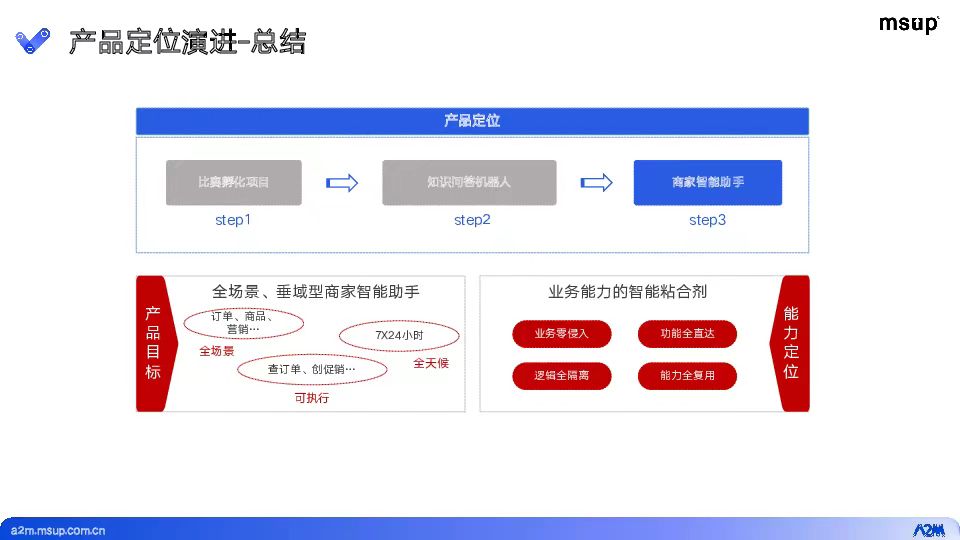 msup
产品定位演进-总结
产品定位
比赛孵化项目
知识问答机器人
商家智能助手
step1
step2
step3
产品目标
全场景、垂域型商家智能助手
订单、商品、
营销…
全场景
7X24小时
全天候
查订单、创促销…
可执行
业务能力的智能粘合剂
业务零侵入
功能全直达
逻辑全隔离
能力全复用
能力定位
a2m.msup.com.cn
A2M